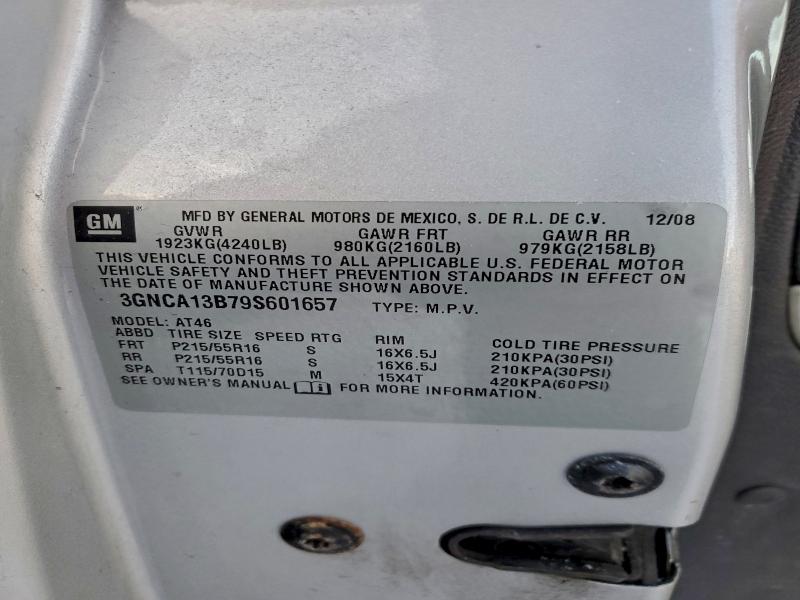 GM
MFD BY GENERAL MOTORS DE MEXICO, S. DE R.L. DE C.V. 12/08
GVWR GAWR FRT GAWR RR
1923KG(4240LB) 980KG(2160LB) 979KG(2158LB)
THIS VEHICLE CONFORMS TO ALL APPLICABLE U.S. FEDERAL MOTOR
VEHICLE SAFETY AND THEFT PREVENTION STANDARDS IN EFFECT ON
THE DATE OF MANUFACTURE SHOWN ABOVE.
3GNCA13B79S601657 TYPE: M.P.V.
MODEL: AT46
ABBD TIRE SIZE SPEED RTG RIM COLD TIRE PRESSURE
FRT P215/55R16 S 16X6.5J 210KPA(30PSI)
RR P215/55R16 S 16X6.5J 210KPA(30PSI)
SPA T115/70D15 M 15X4T 420KPA(60PSI)
SEE OWNER'S MANUAL FOR MORE INFORMATION.